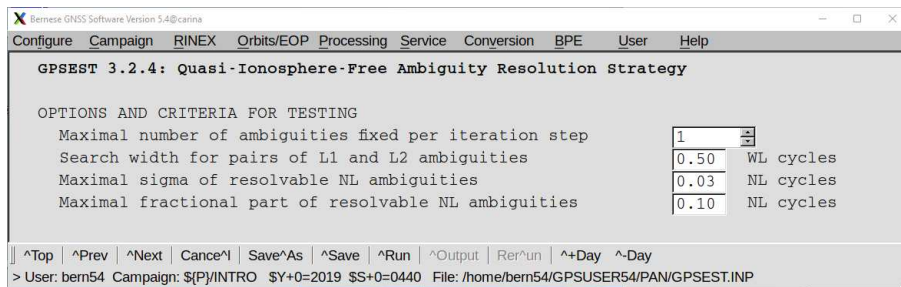 Bernese GNSS Software Version 5.4@carina
Configure Campaign RINEX Orbits/EOP Processing Service Conversion BPE User Help
GPSEST 3.2.4: Quasi-Ionosphere-Free Ambiguity Resolution Strategy
OPTIONS AND CRITERIA FOR TESTING
Maximal number of ambiguities fixed per iteration step 1
Search width for pairs of L1 and L2 ambiguities 0.50 WL cycles
Maximal sigma of resolvable NL ambiguities 0.03 NL cycles
Maximal fractional part of resolvable NL ambiguities 0.10 NL cycles
^Top | ^Prev | ^Next | Cance^l | Save^As | ^Save | ^Run | ^Output | Rer^un | ^+Day ^-Day
> User: bern54 Campaign: ${P}/INTRO $Y+0=2019 $S+0=0440 File: /home/bern54/GPSUSER54/PAN/GPSEST.INP